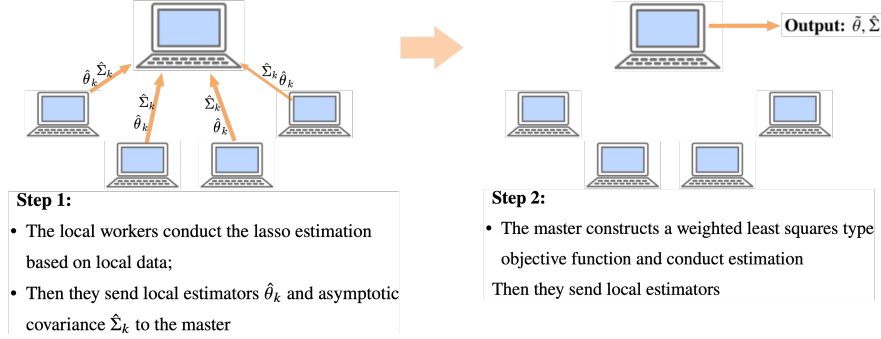 Output: θ̃, Σ̂
θ̂ₖ Σ̂ₖ
Σ̂ₖ
θ̂ₖ
Σ̂ₖ
θ̂ₖ
Σ̂ₖ θ̂ₖ
Step 1:
• The local workers conduct the lasso estimation
based on local data;
• Then they send local estimators θ̂ₖ and asymptotic
covariance Σ̂ₖ to the master
Step 2:
• The master constructs a weighted least squares type
objective function and conduct estimation
Then they send local estimators